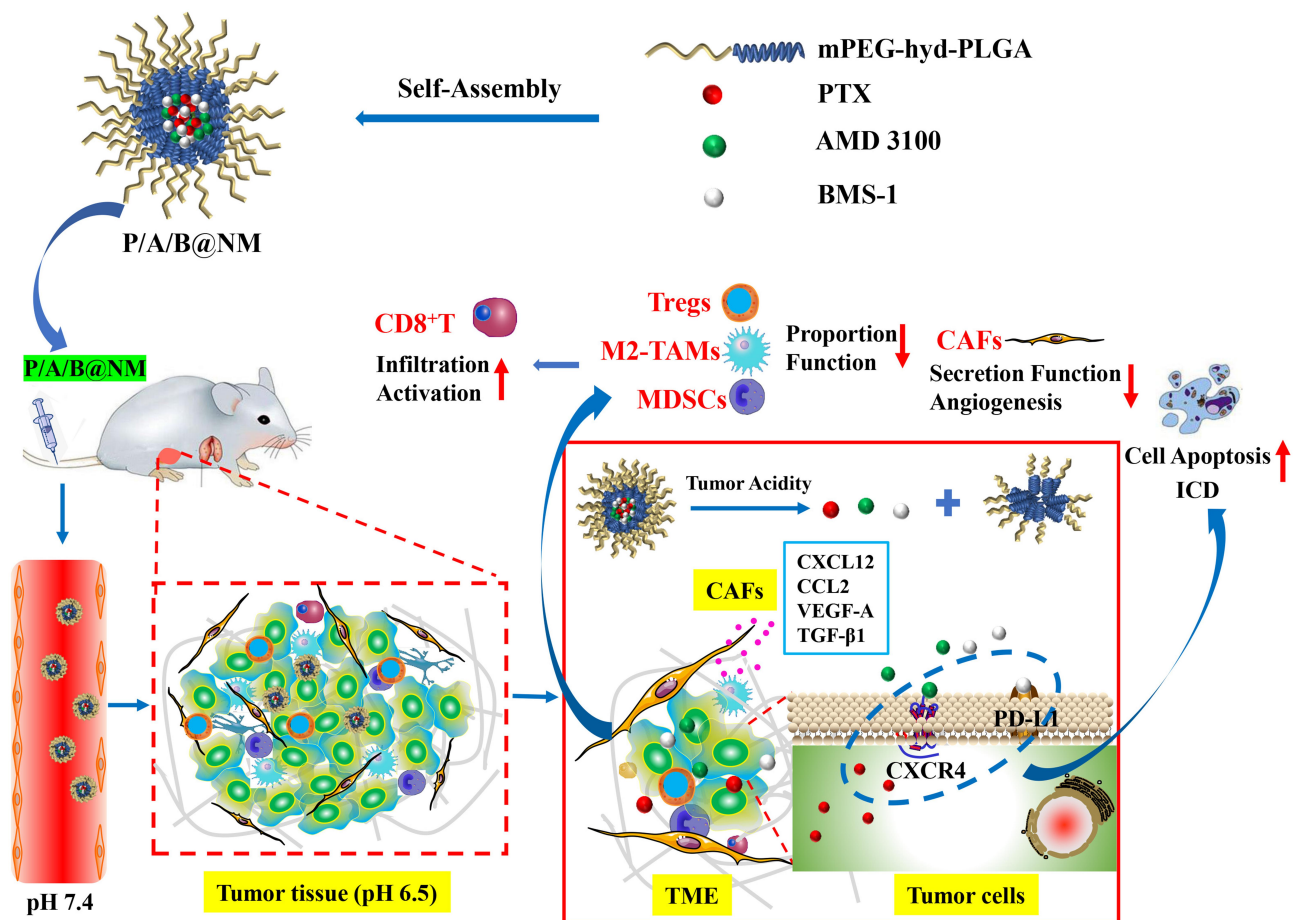 mPEG-hyd-PLGA
Self-Assembly
PTX
AMD 3100
BMS-1
P/A/B@NM
Tregs
CD8⁺T
M2-TAMs
Proportion
Function
CAFs
Infiltration
Activation
MDSCs
Secretion Function
Angiogenesis
P/A/B@NM
Cell Apoptosis
ICD
Tumor Acidity
CXCL12
CCL2
VEGF-A
TGF-β1
CAFs
PD-L1
CXCR4
pH 7.4
Tumor tissue (pH 6.5)
TME
Tumor cells